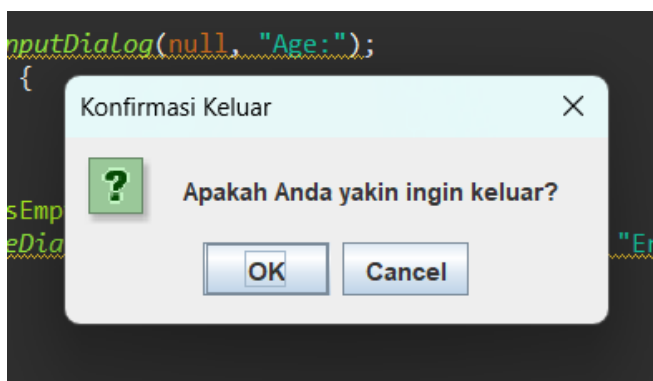 nputDialog(null, "Age:");
{
Konfirmasi Keluar
?
Apakah Anda yakin ingin keluar?
sEmp
eDia "Er
OK Cancel